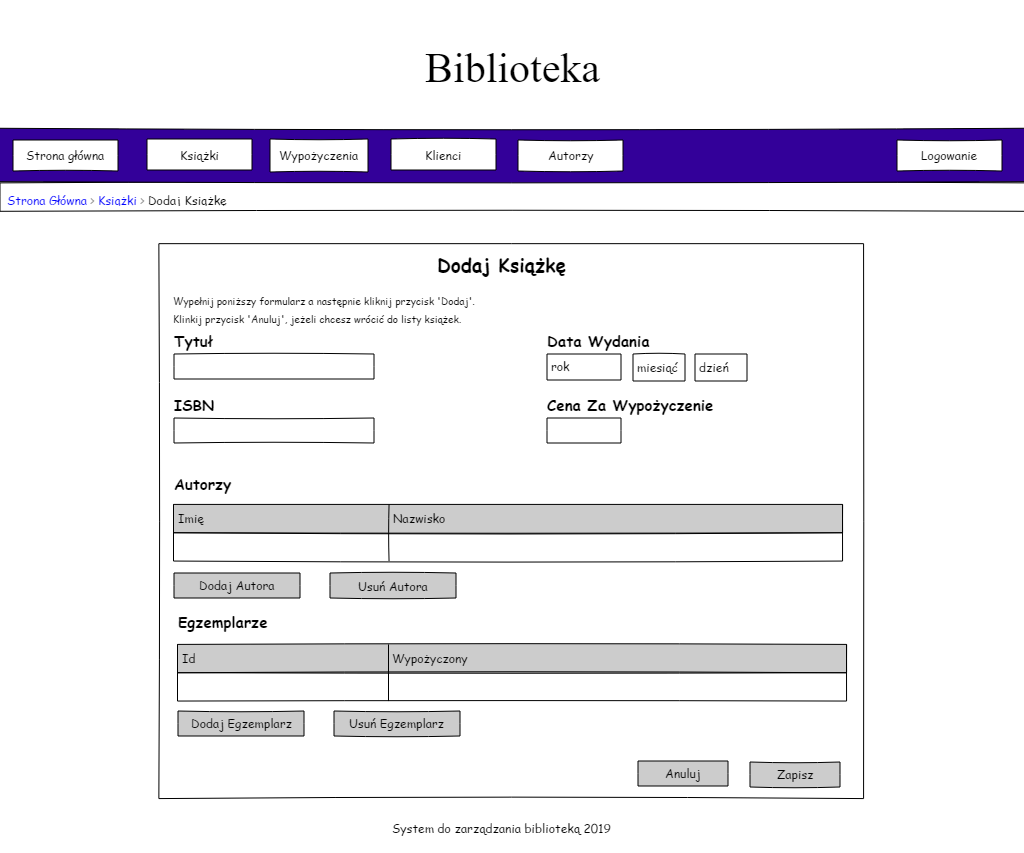 Biblioteka
Strona główna Książki Wypożyczenia Klienci Autorzy Logowanie
Strona Główna > Książki > Dodaj Książke
Dodaj Książkę
Wypełnij poniższy formularz a następnie kliknij przycisk "Dodaj".
Klinkij przycisk "Anuluj", jeżeli chcesz wrócić do listy książek.
Tytuł Data Wydania
rok miesiąć dzień
ISBN Cena Za Wypożyczenie
Autorzy
Imię Nazwisko
Dodaj Autora Usuń Autora
Egzemplarze
Id Wypożyczony
Dodaj Egzemplarz Usuń Egzemplarz
Anuluj Zapisz
System do zarządzania biblioteką 2019